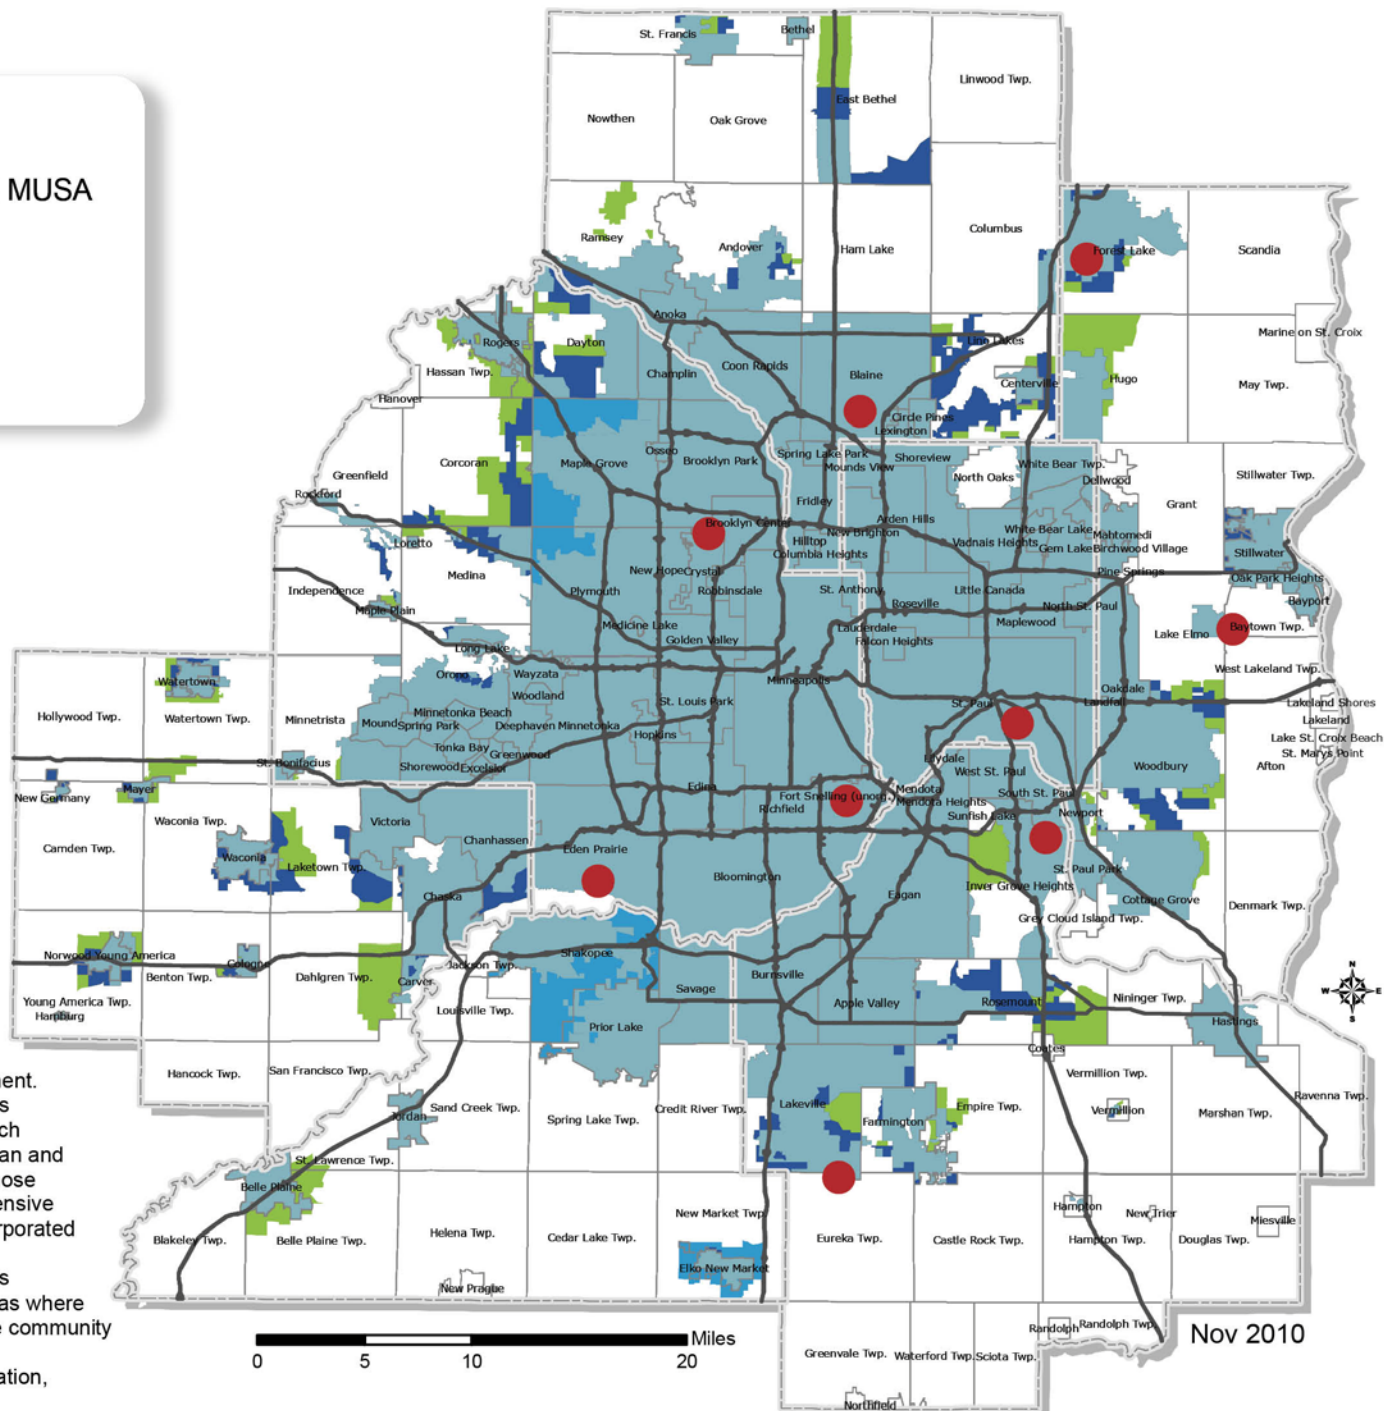 MUSA
St. Francis
Bethel
Linwood Twp.
East Bethel
Nowthen
Oak Grove
Ramsey
Andover
Ham Lake
Columbus
Forest Lake
Scandia
Anoka
Marine on St. Croix
Rogers
Dayton
Lino Lakes
Hassan Twp.
Champlin
Coon Rapids
Blaine
Centerville
Hugo
May Twp.
Hanover
Circle Pines
Lexington
Osseo
Greenfield
Corcoran
Maple Grove
Brooklyn Park
Spring Lake Park
Mounds View
Shoreview
White Bear Twp.
North Oaks
Dellwood
Stillwater Twp.
Rockford
Fridley
Grant
Brooklyn Center
Arden Hills
New Brighton
White Bear Lake
Mahtomedi
Loretto
Hilltop
Vadnais Heights
Gem Lake
Birchwood Village
Columbia Heights
Stillwater
Medina
New Hope
Crystal
Pine Springs
Oak Park Heights
Independence
Plymouth
Robbinsdale
St. Anthony
Little Canada
Bayport
Maple Plain
Roseville
North St. Paul
Medicine Lake
Lauderdale
Maplewood
Lake Elmo
Baytown Twp.
Golden Valley
Falcon Heights
Long Lake
West Lakeland Twp.
Orono
Wayzata
Minneapolis
Watertown
Woodland
Oakdale
Hollywood Twp.
Watertown Twp.
Minnetrista
Minnetonka Beach
St. Louis Park
St. Paul
Landfall
Lakeland Shores
Mound
Spring Park
Deephaven
Minnetonka
Lakeland
Hopkins
Lake St. Croix Beach
Tonka Bay
Greenwood
St. Marys Point
St. Bonifacius
Shorewood
Excelsior
Lilydale
West St. Paul
Woodbury
Afton
New Germany
Mayer
Edina
Fort Snelling (unorg.)
Mendota
South St. Paul
Richfield
Mendota Heights
Newport
Waconia Twp.
Victoria
Sunfish Lake
Chanhassen
Camden Twp.
Waconia
Laketown Twp.
Eden Prairie
St. Paul Park
Bloomington
Inver Grove Heights
Chaska
Eagan
Cottage Grove
Denmark Twp.
Grey Cloud Island Twp.
Norwood Young America
Cologne
Shakopee
Benton Twp.
Dahlgren Twp.
Jackson Twp.
Burnsville
Carver
Savage
Young America Twp.
Louisville Twp.
Apple Valley
Rosemount
Nininger Twp.
Hamburg
Prior Lake
Hastings
Coates
N
W E
S
Hancock Twp.
San Francisco Twp.
Vermillion Twp.
Ravenna Twp.
Sand Creek Twp.
Spring Lake Twp.
Credit River Twp.
Lakeville
Empire Twp.
Vermillion
Marshan Twp.
Jordan
Farmington
St. Lawrence Twp.
Belle Plaine
Hampton
New Trier
Miesville
New Market Twp.
Blakeley Twp.
Belle Plaine Twp.
Helena Twp.
Cedar Lake Twp.
Eureka Twp.
Castle Rock Twp.
Hampton Twp.
Douglas Twp.
Elko New Market
New Prague
Randolph
Randolph Twp.
Greenvale Twp.
Waterford Twp.
Sciota Twp.
Northfield
ment.
s
ch
an and
ose
ensive
orporated
s
as where
e community
ation,
Miles
0 5 10 20
Nov 2010